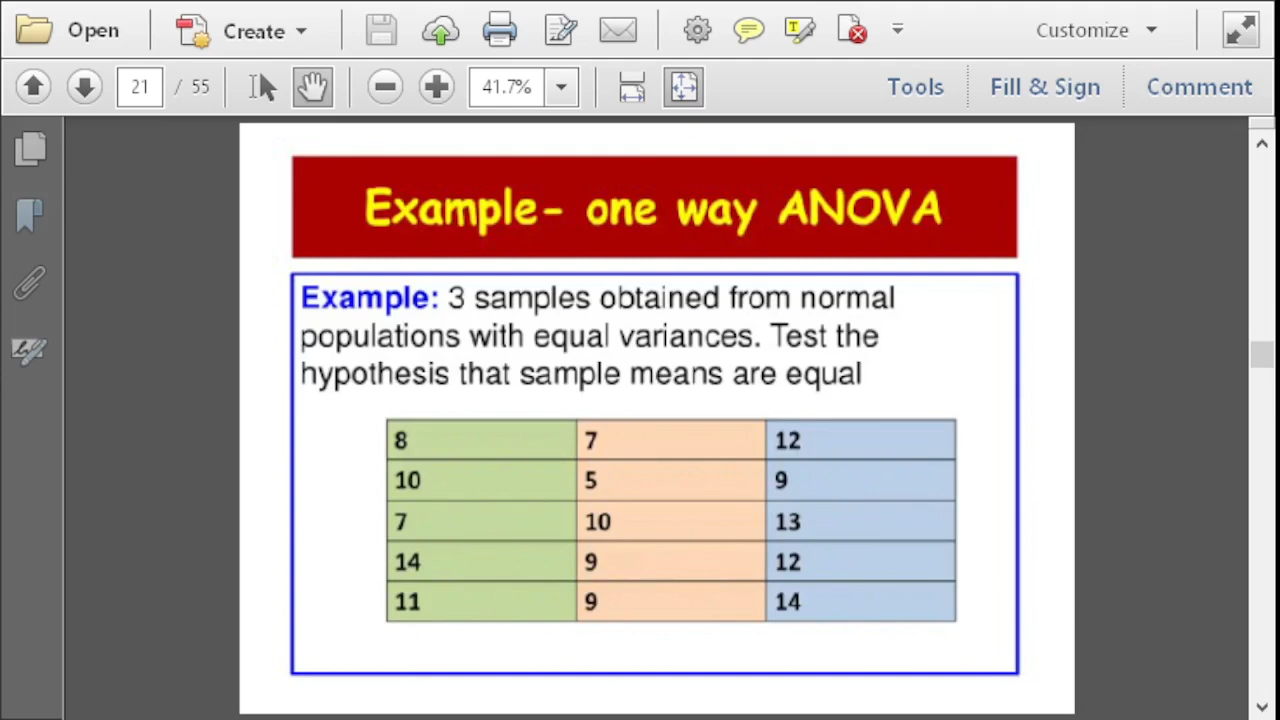 Open Create Customize
21 / 55 41.7% Tools Fill & Sign Comment
Example- one way ANOVA
Example: 3 samples obtained from normal
populations with equal variances. Test the
hypothesis that sample means are equal
8 7 12
10 5 9
7 10 13
14 9 12
11 9 14